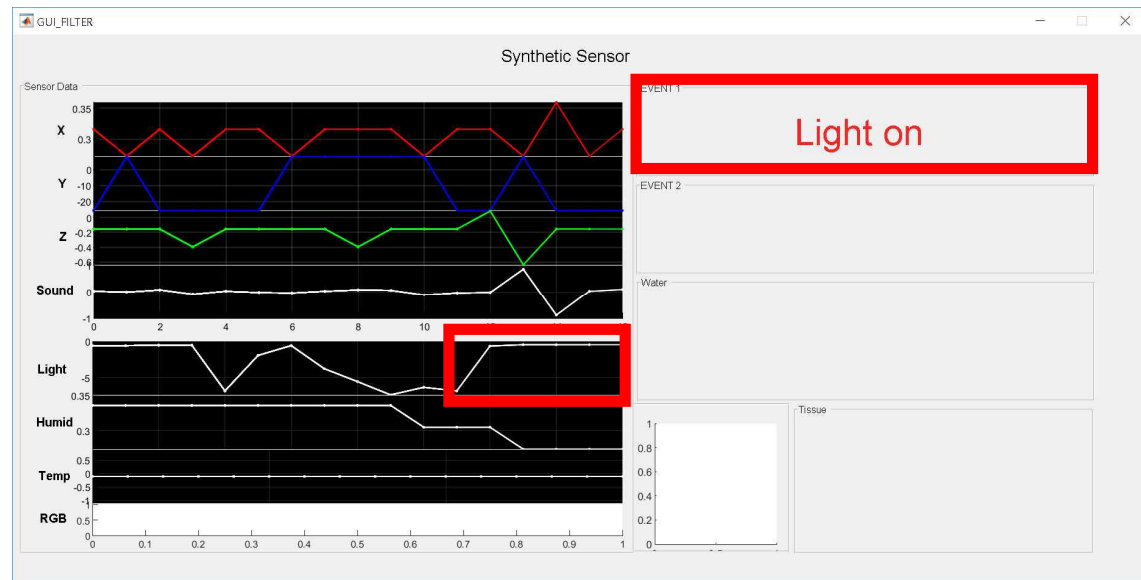 GUI_FILTER
Synthetic Sensor
Sensor Data
EVENT 1
Light on
EVENT 2
Water
Tissue
X
0.35
0.3
Y
0
-10
-20
Z
0
-0.2
-0.4
-0.6
Sound
1
0
-1
0 2 4 6 8 10
Light
0
-5
Humid
0.35
0.3
Temp
0.5
0
-0.5
-1
RGB
1
0.5
0
0 0.1 0.2 0.3 0.4 0.5 0.6 0.7 0.8 0.9 1
1
0.8
0.6
0.4
0.2
0